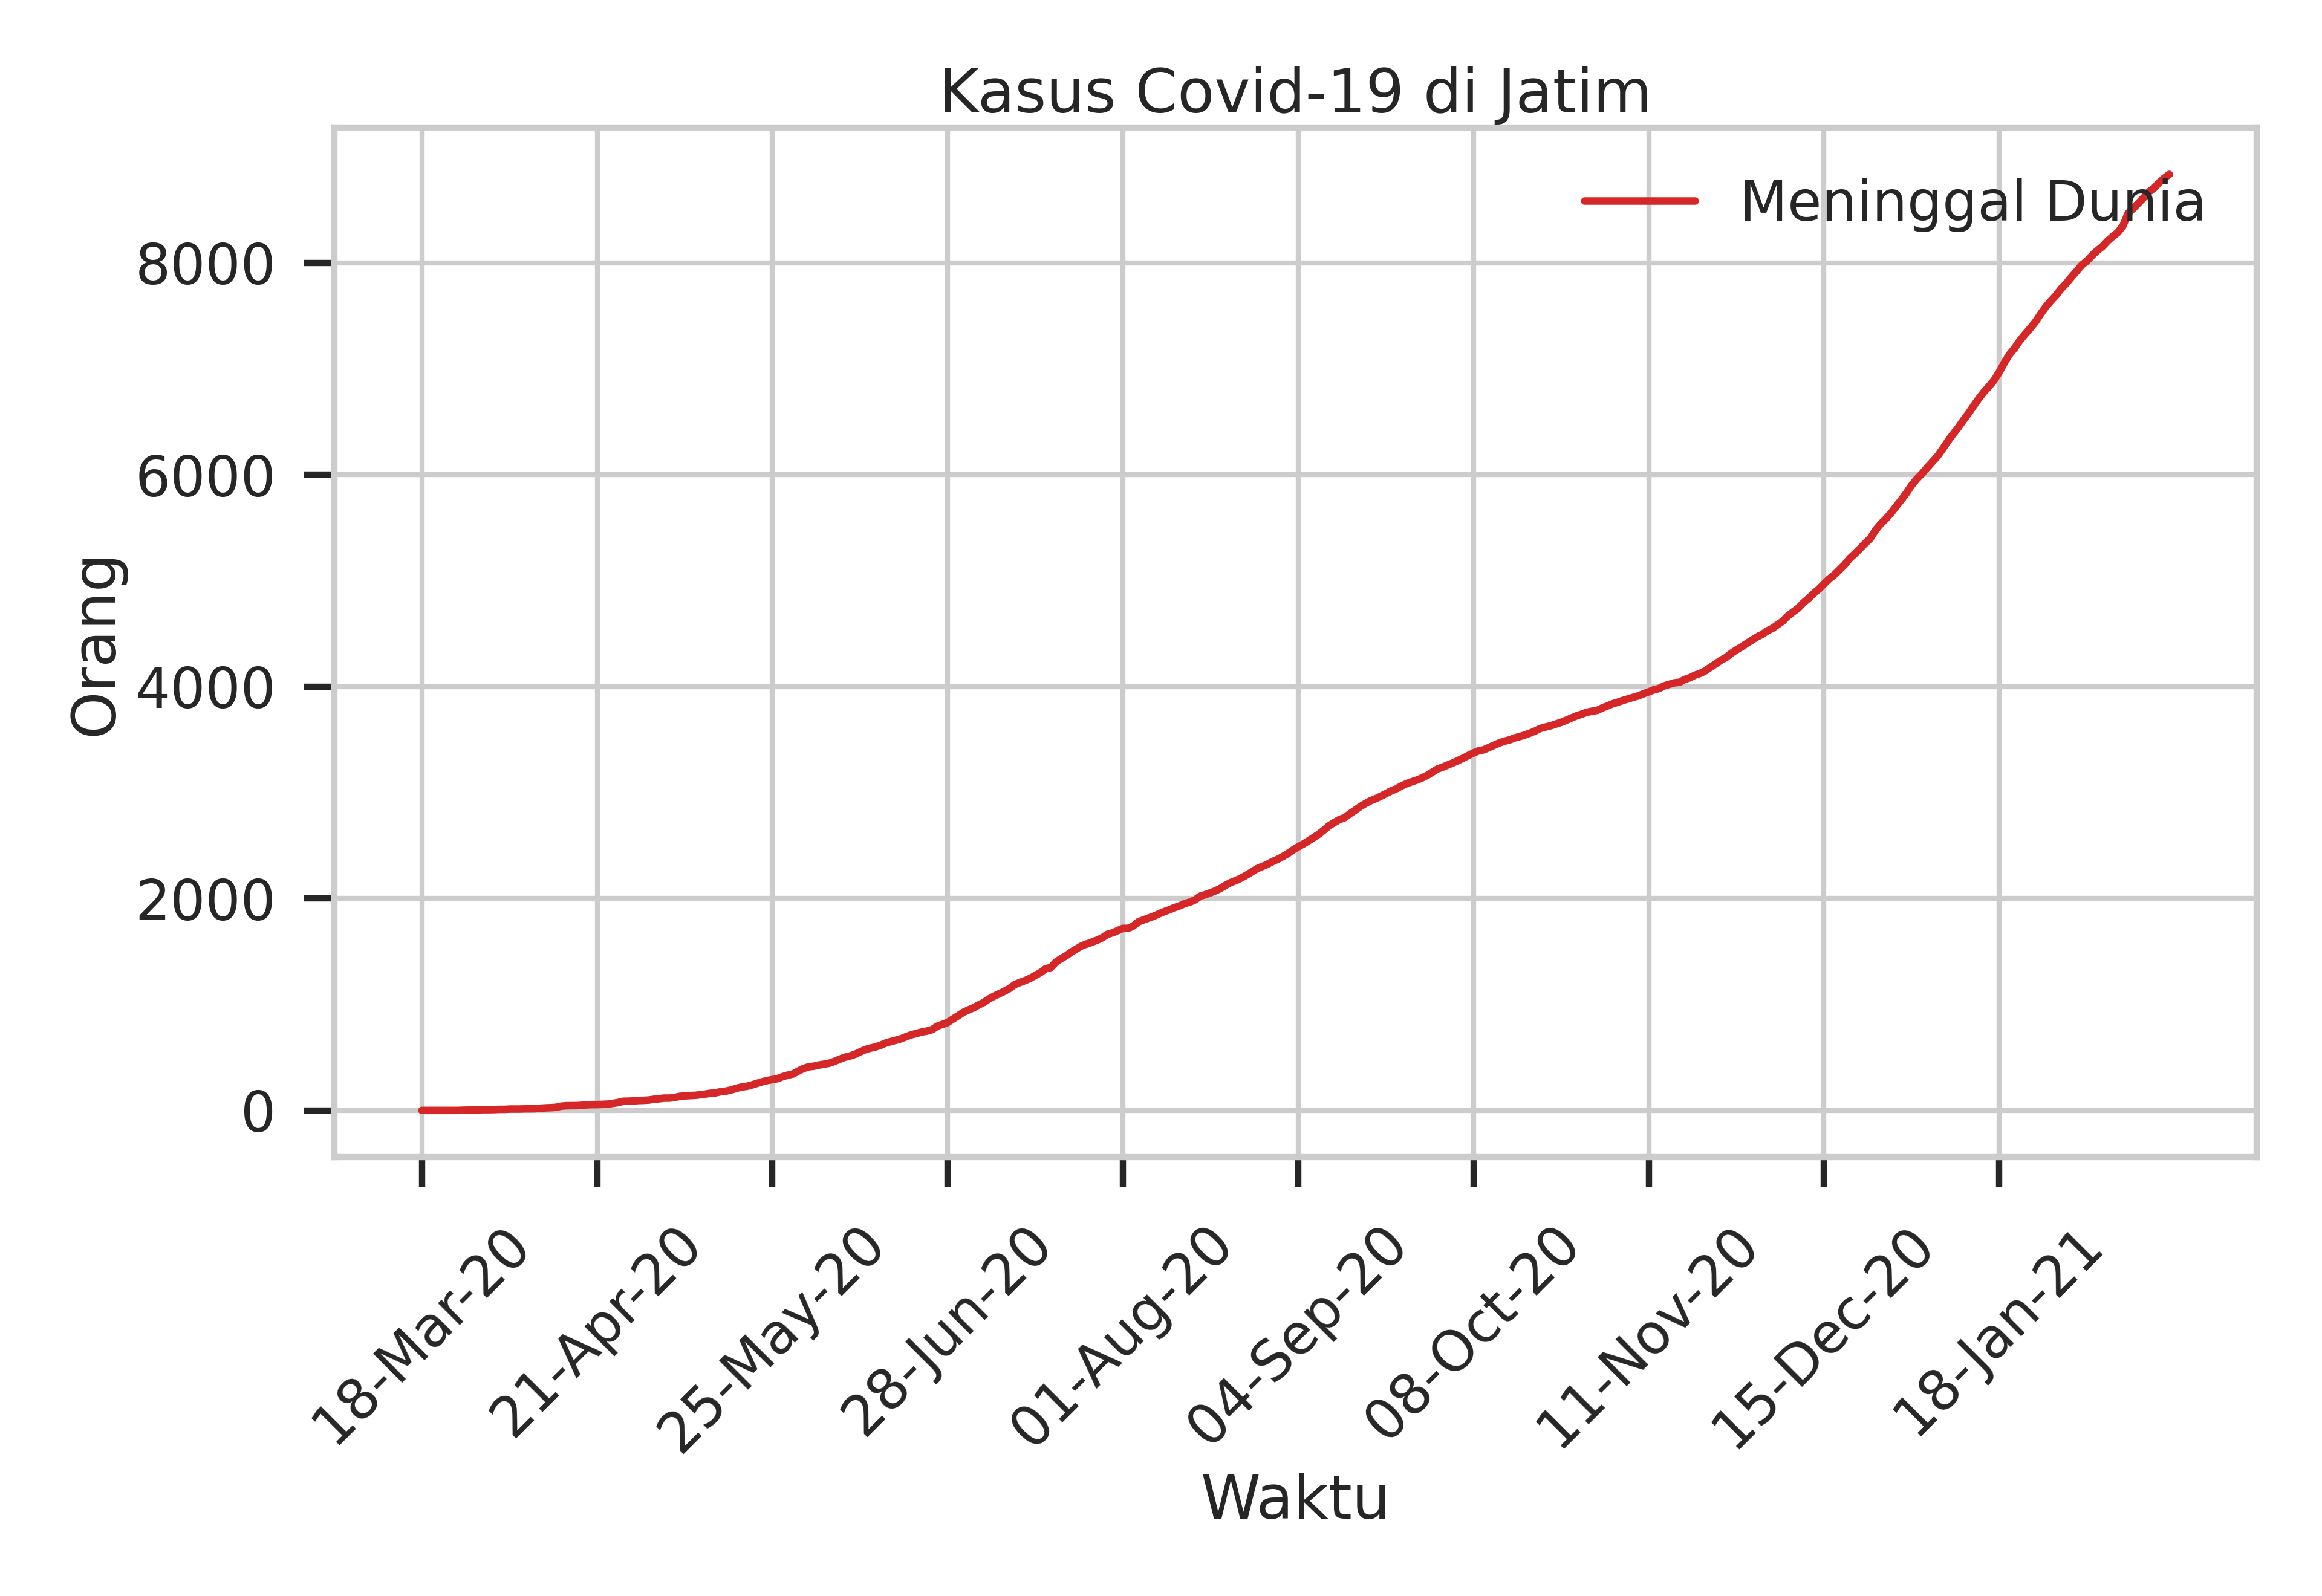 Kasus Covid-19 di Jatim
Meninggal Dunia
Orang
8000
6000
4000
2000
0
18-Mar-20
21-Apr-20
25-May-20
28-Jun-20
01-Aug-20
04-Sep-20
08-Oct-20
11-Nov-20
15-Dec-20
18-Jan-21
Waktu